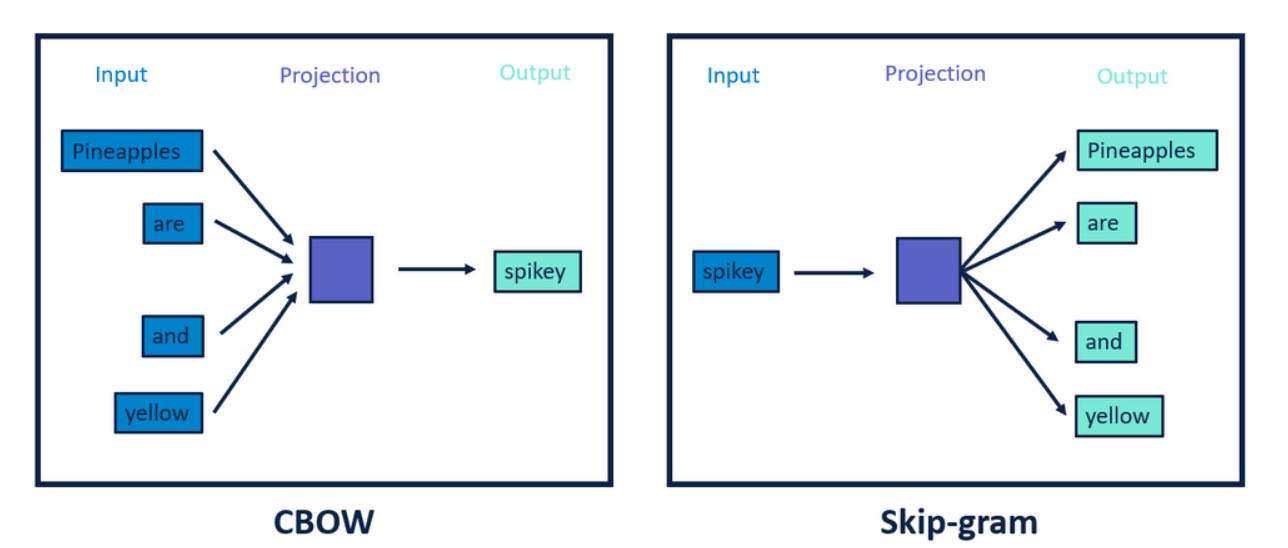 Input
Projection
Output
Pineapples
are
and
yellow
spikey
CBOW
Input
Projection
Output
spikey
Pineapples
are
and
yellow
Skip-gram